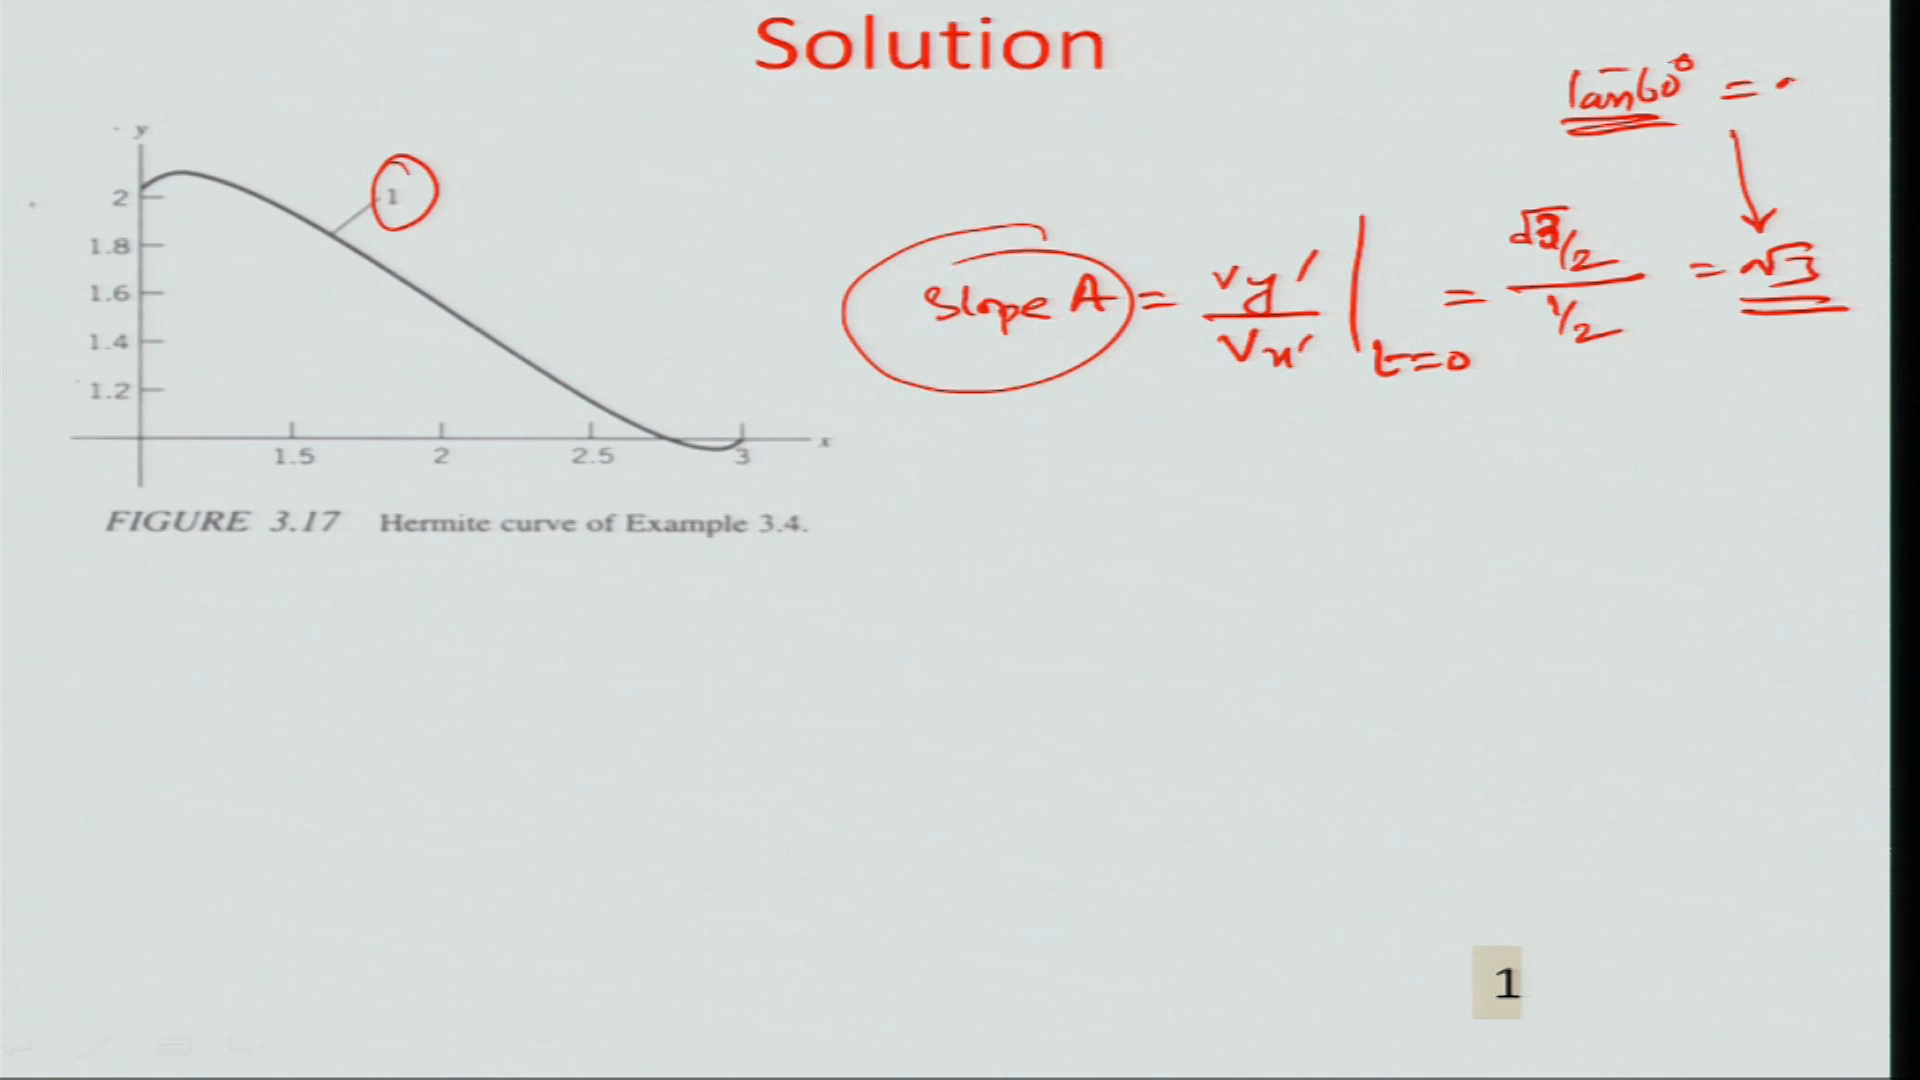 Solution
tan60° = 
y
2
1.8
1.6
1.4
1.2
1
1.5 2 2.5 3 x
Slope A = Vy'/Vx' | t=0 = √3/2 / 1/2 = √3
FIGURE 3.17 Hermite curve of Example 3.4.
1